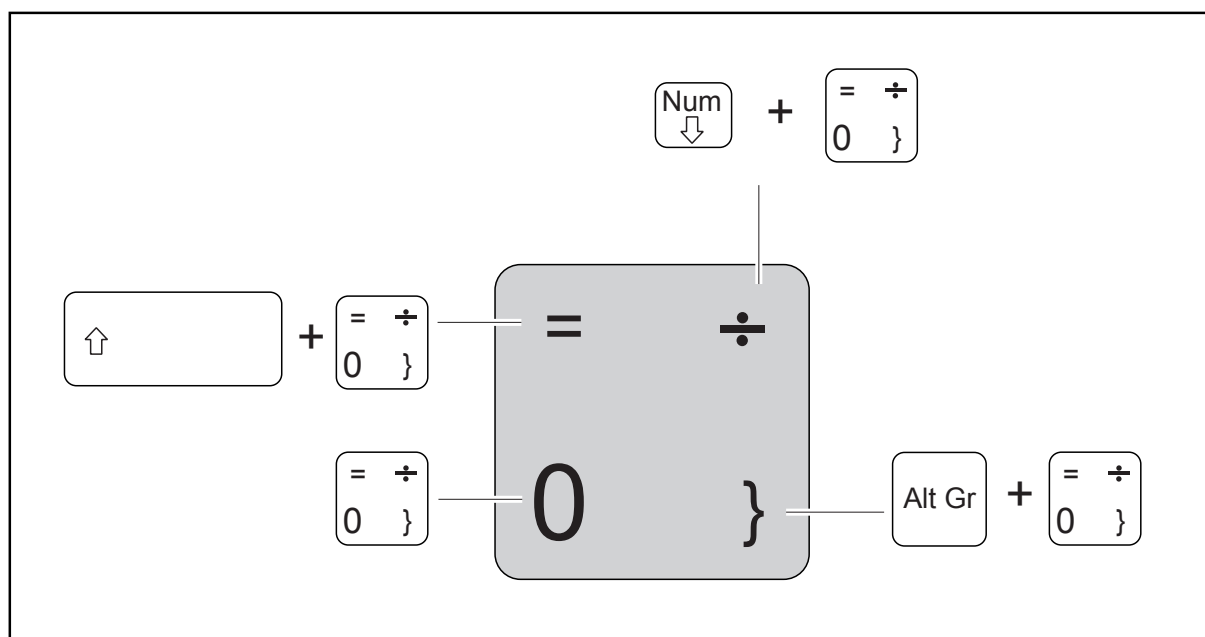 Num + = ÷
⇩ 0 }
⇧ + = ÷ = ÷
0 }
= ÷
0 } 0 } Alt Gr + = ÷
0 }